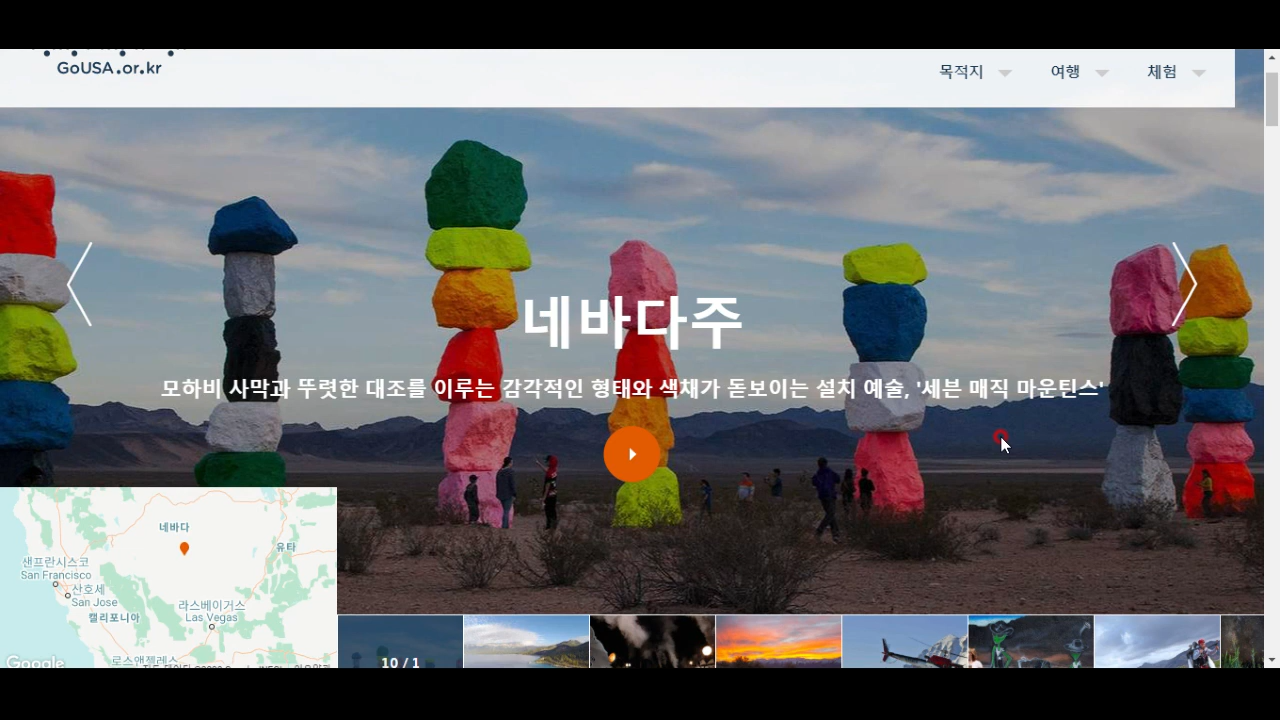 GoUSA.or.kr
목적지 여행 체험
네바다주
모하비 사막과 뚜렷한 대조를 이루는 감각적인 형태와 색채가 돋보이는 설치 예술, '세븐 매직 마운틴스'
네바다
유타
샌프란시스코
San Francisco
산호세
San Jose
캘리포니아
라스베이거스
Las Vegas
로스앤젤레스
Google
10 / 1